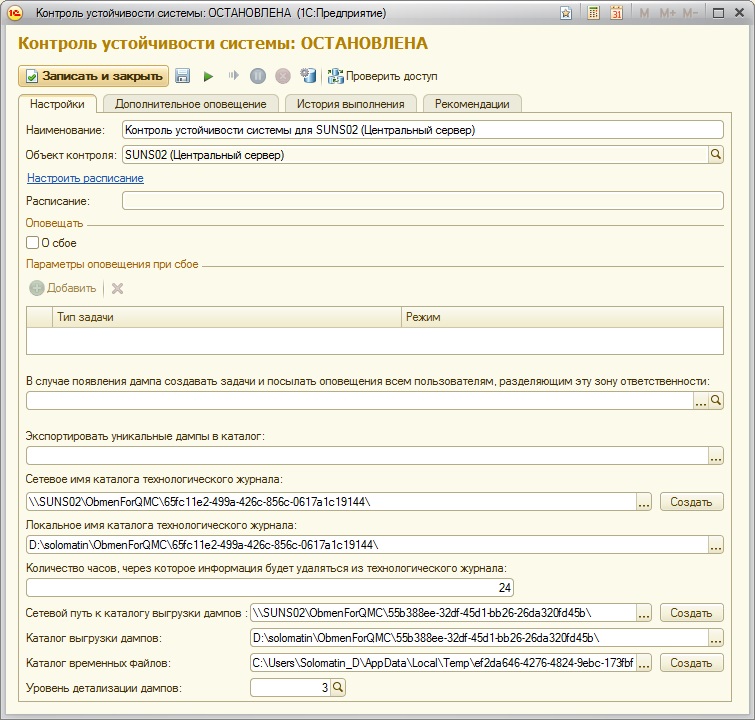 Контроль устойчивости системы: ОСТАНОВЛЕНА (1С:Предприятие)
M M+ M-
Контроль устойчивости системы: ОСТАНОВЛЕНА
Записать и закрыть Проверить доступ
Настройки Дополнительное оповещение История выполнения Рекомендации
Наименование: Контроль устойчивости системы для SUNS02 (Центральный сервер)
Объект контроля: SUNS02 (Центральный сервер)
Настроить расписание
Расписание:
Оповещать
О сбое
Параметры оповещения при сбое
Добавить
Тип задачи Режим
В случае появления дампа создавать задачи и посылать оповещения всем пользователям, разделяющим эту зону ответственности:
...
Экспортировать уникальные дампы в каталог:
...
Сетевое имя каталога технологического журнала:
\\SUNS02\ObmenForQMC\65fc11e2-499a-426c-856c-0617a1c19144\ ... Создать
Локальное имя каталога технологического журнала:
D:\solomatin\ObmenForQMC\65fc11e2-499a-426c-856c-0617a1c19144\ ...
Количество часов, через которое информация будет удаляться из технологического журнала:
24
Сетевой путь к каталогу выгрузки дампов : \\SUNS02\ObmenForQMC\55b388ee-32df-45d1-bb26-26da320fd45b\ ... Создать
Каталог выгрузки дампов: D:\solomatin\ObmenForQMC\55b388ee-32df-45d1-bb26-26da320fd45b\ ...
Каталог временных файлов: C:\Users\Solomatin_D\AppData\Local\Temp\ef2da646-4276-4824-9ebc-173fbf ... Создать
Уровень детализации дампов: 3